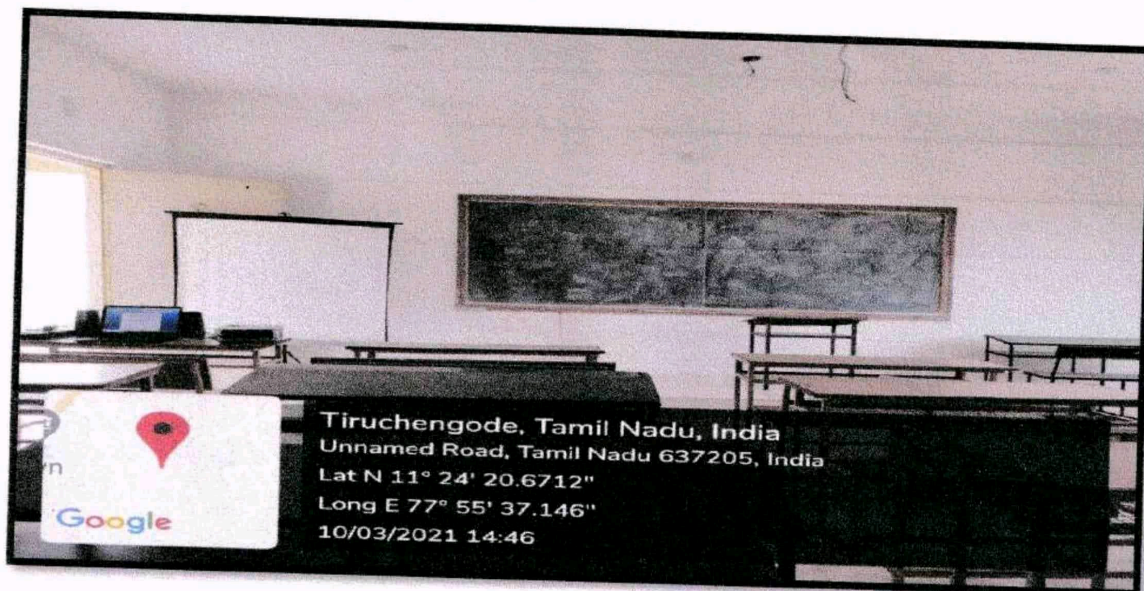 Tiruchengode, Tamil Nadu, India
Unnamed Road, Tamil Nadu 637205, India
Lat N 11° 24' 20.6712"
Long E 77° 55' 37.146"
10/03/2021 14:46
Google